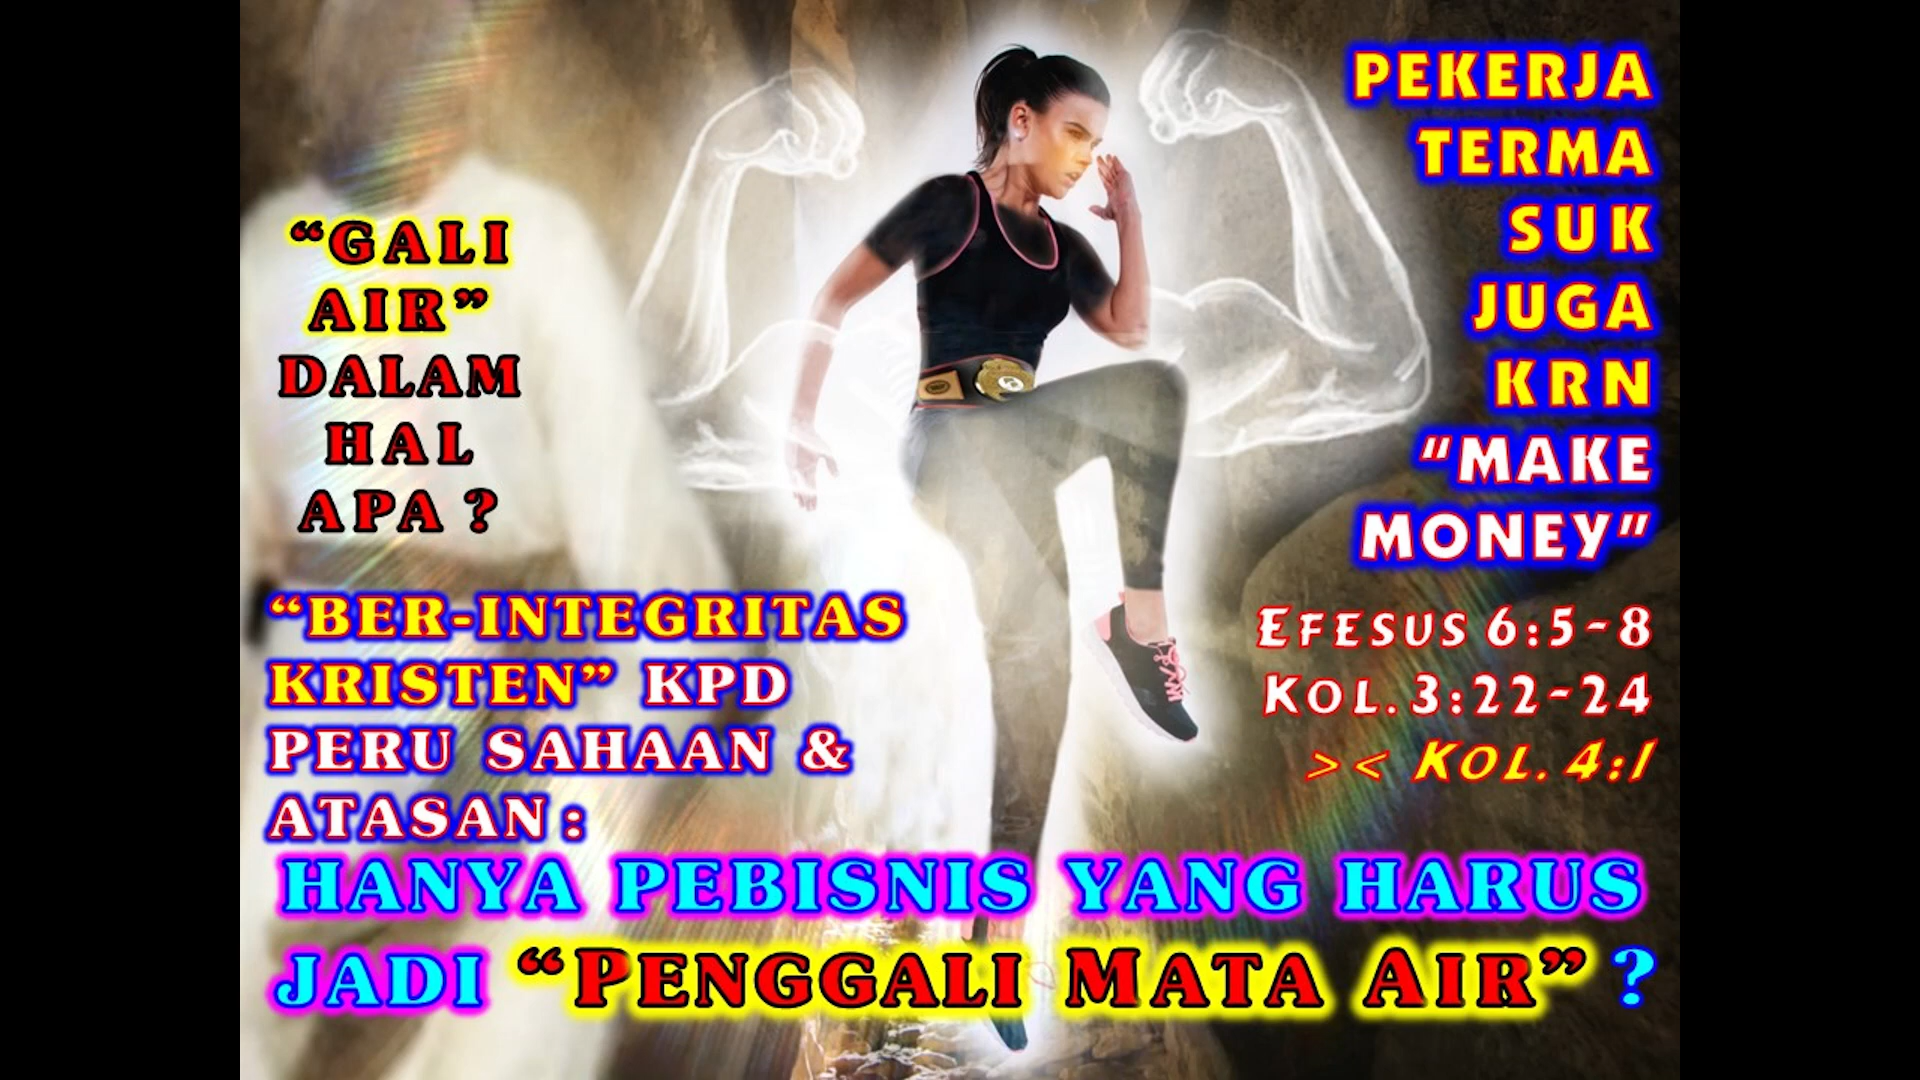 PEKERJA
TERMA
SUK
JUGA
KRN
“MAKE
MONEY”
“GALI
AIR”
DALAM
HAL
APA ?
“BER-INTEGRITAS
KRISTEN” KPD
PERU SAHAAN &
ATASAN :
EFESUS 6:5-8
KOL. 3:22-24
>< KOL. 4:1
HANYA PEBISNIS YANG HARUS
JADI “PENGGALI MATA AIR” ?